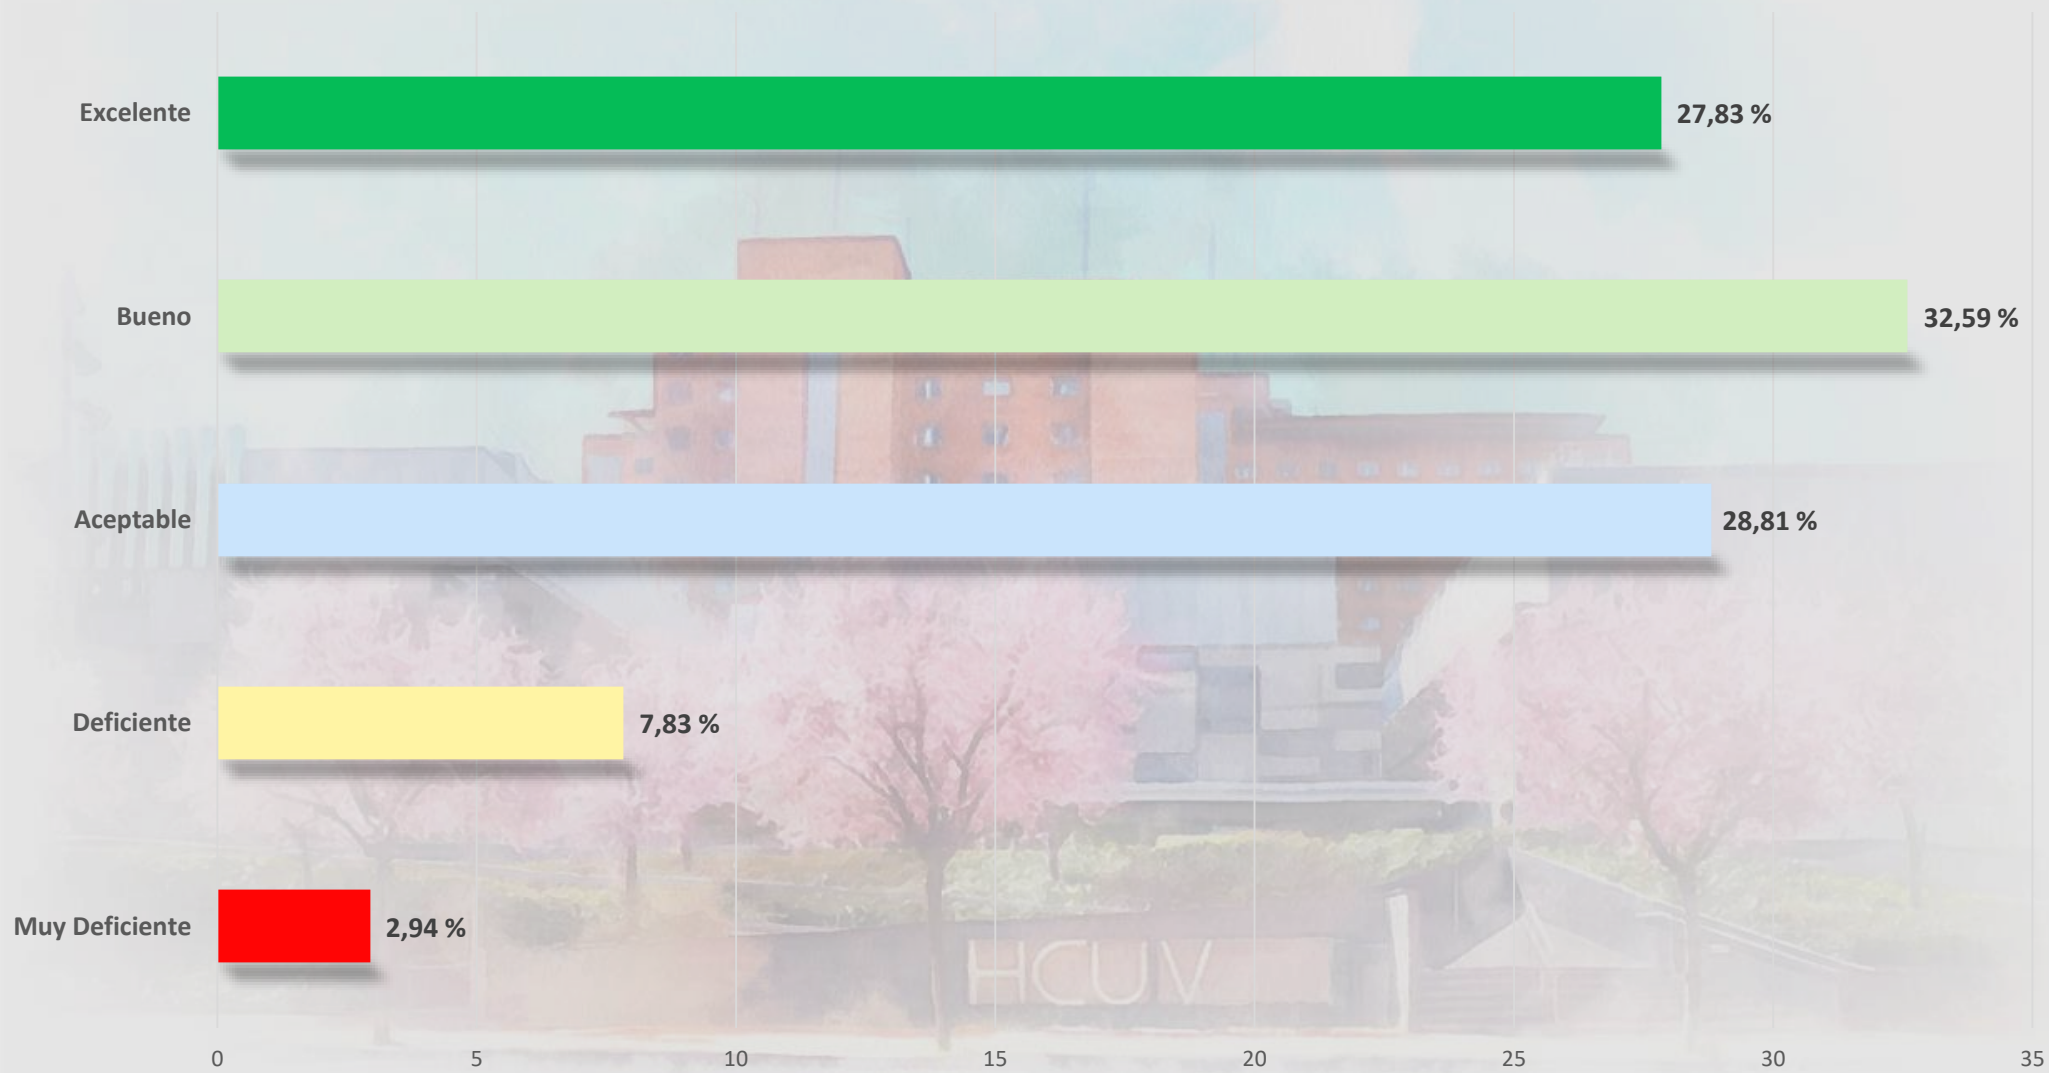 Excelente 27,83 %
Bueno 32,59 %
Aceptable 28,81 %
Deficiente 7,83 %
Muy Deficiente 2,94 %
HCUV
0 5 10 15 20 25 30 35